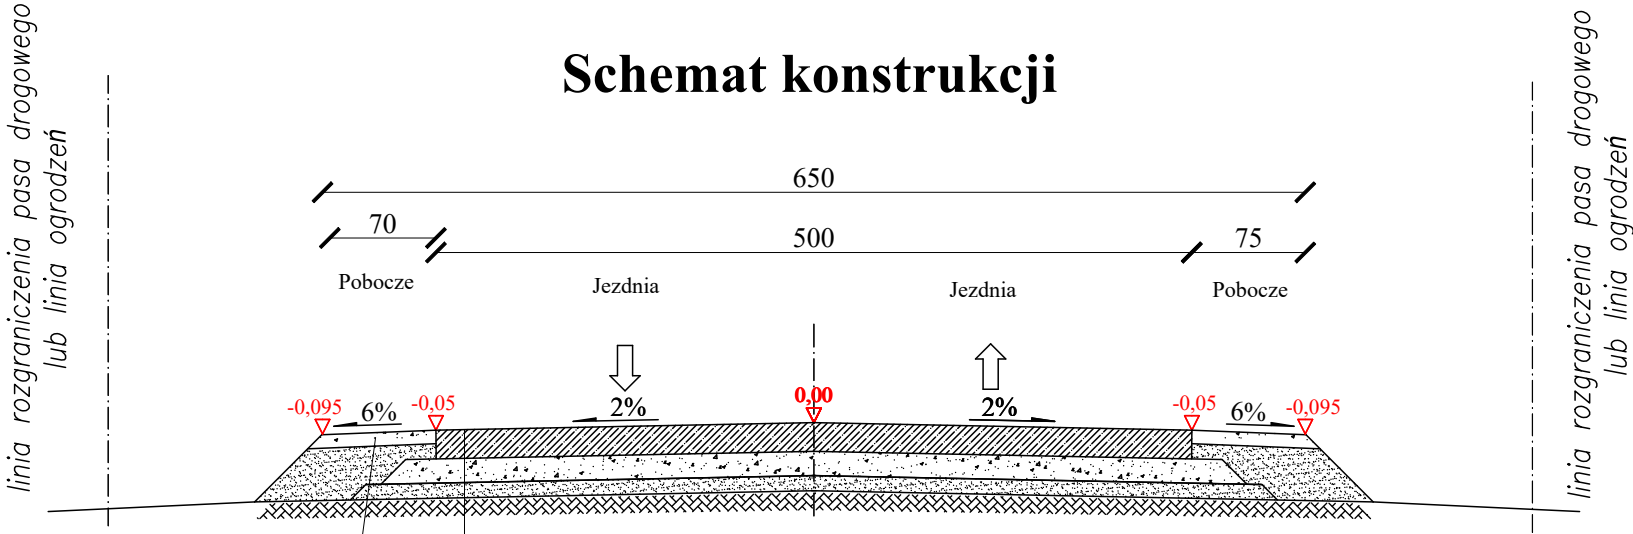 linia rozgraniczenia pasa drogowego
lub linia ogrodzeń
Schemat konstrukcji
linia rozgraniczenia pasa drogowego
lub linia ogrodzeń
650
70
500
75
Pobocze
Jezdnia
Jezdnia
Pobocze
-0,095
6%
-0,05
2%
0,00
2%
-0,05
6%
-0,095